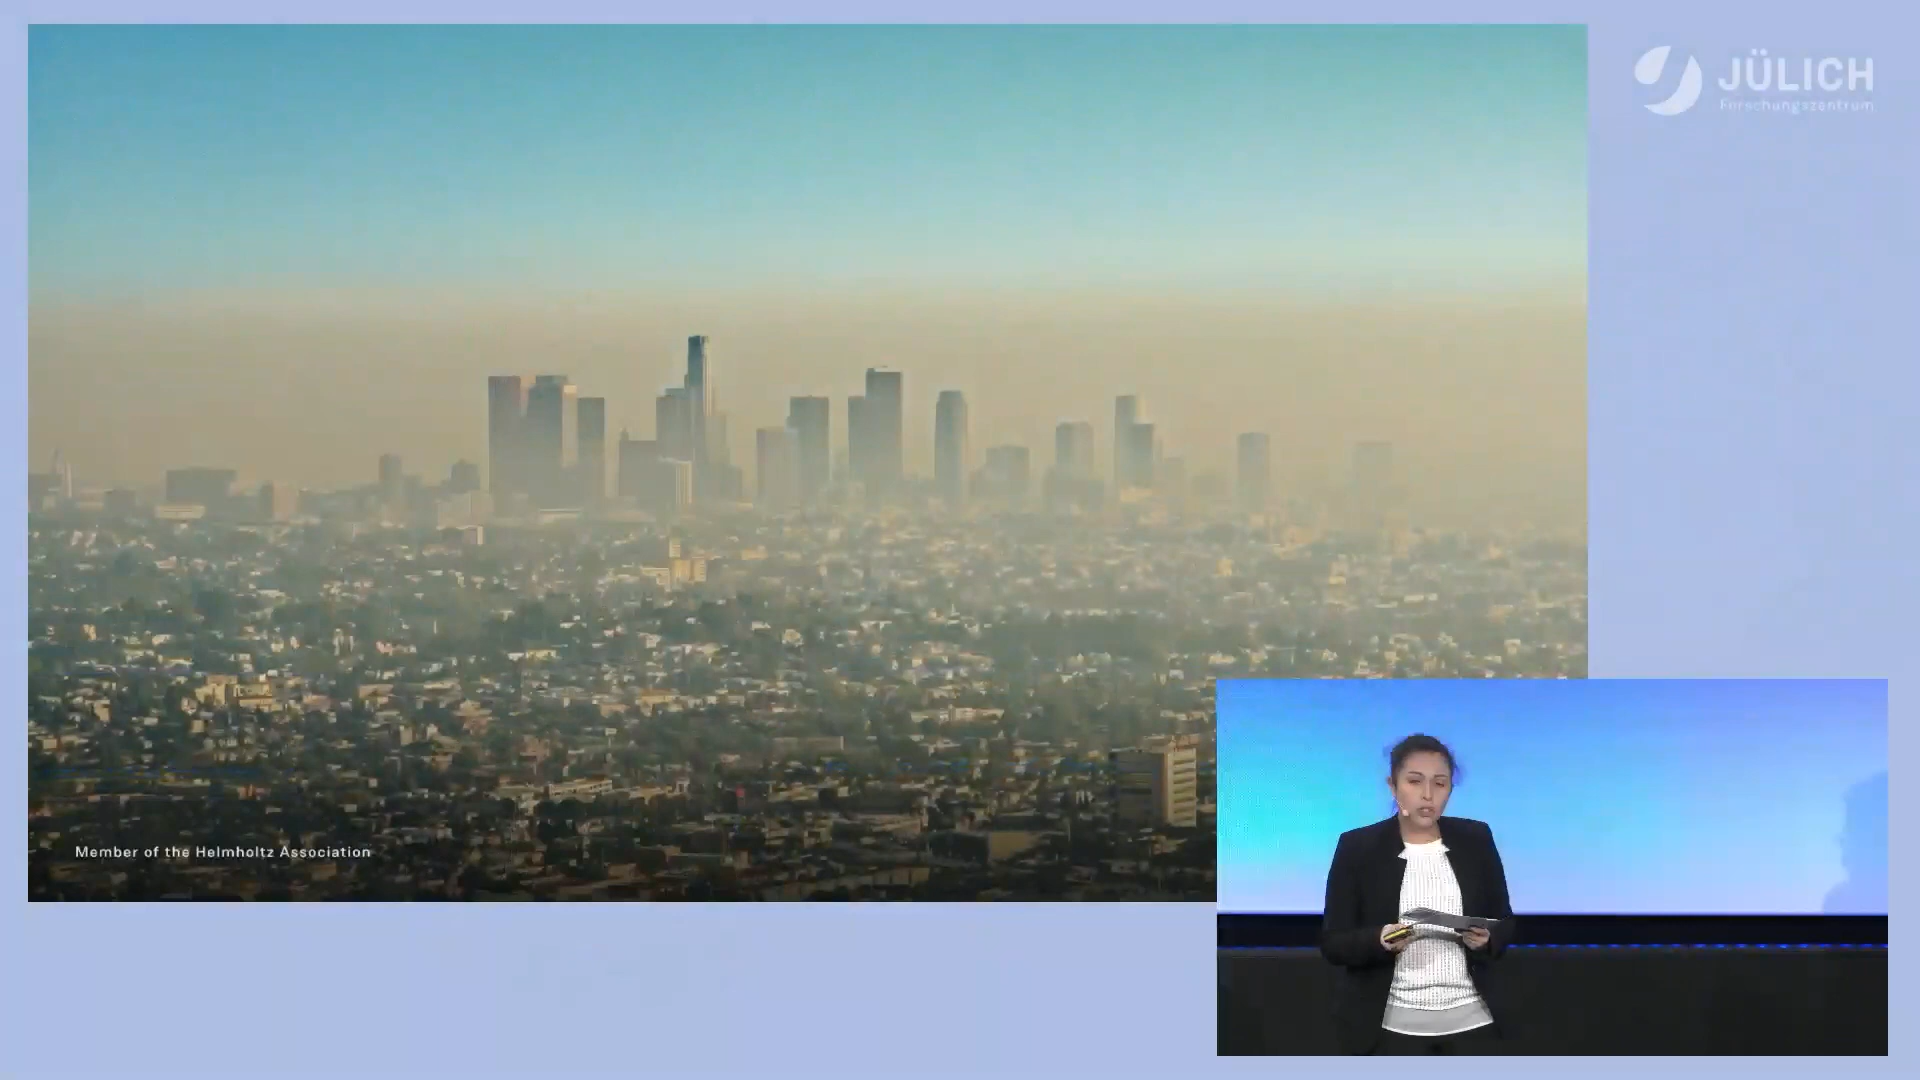 JÜLICH
Forschungszentrum
Member of the Helmholtz Association